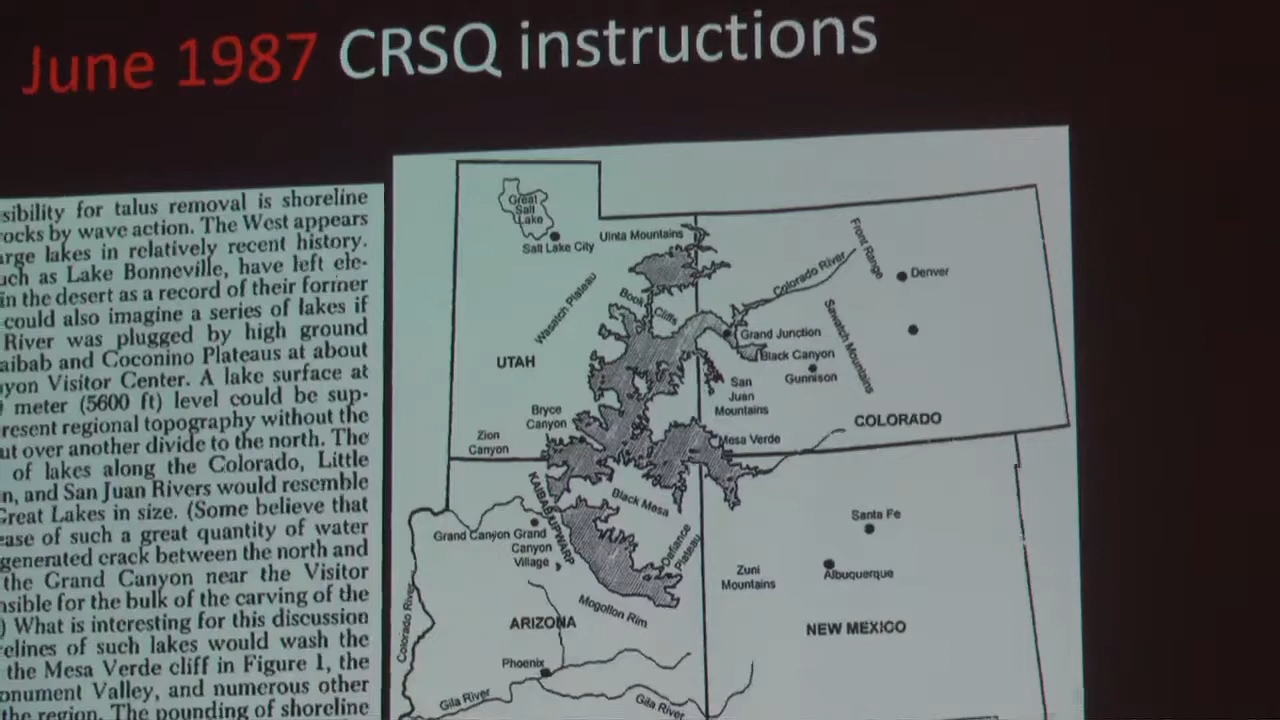 June 1987 CRSQ instructions
sibility for talus removal is shoreline
rocks by wave action. The West appears
arge lakes in relatively recent history.
uch as Lake Bonneville, have left ele-
in the desert as a record of their former
could also imagine a series of lakes if
River was plugged by high ground
aibab and Coconino Plateaus at about
nyon Visitor Center. A lake surface at
meter (5600 ft) level could be sup-
resent regional topography without the
ut over another divide to the north. The
of lakes along the Colorado, Little
n, and San Juan Rivers would resemble
Great Lakes in size. (Some believe that
ease of such a great quantity of water
generated crack between the north and
the Grand Canyon near the Visitor
nsible for the bulk of the carving of the
) What is interesting for this discussion
relines of such lakes would wash the
the Mesa Verde cliff in Figure 1, the
onument Valley, and numerous other
the region. The pounding of shoreline
Great
Salt
Lake
Salt Lake City
Uinta Mountains
Wasatch Plateau
Book
Cliffs
Colorado River
Front Range
Denver
Sawatch Mountains
Grand Junction
Black Canyon
Gunnison
UTAH
San
Juan
Mountains
COLORADO
Bryce
Canyon
Zion
Canyon
Mesa Verde
KAIBAB UPWARP
Black Mesa
Grand Canyon
Grand
Canyon
Village
Defiance
Plateau
Santa Fe
Zuni
Mountains
Albuquerque
Mogollon Rim
Colorado River
ARIZONA
NEW MEXICO
Phoenix
Gila River
Gila River